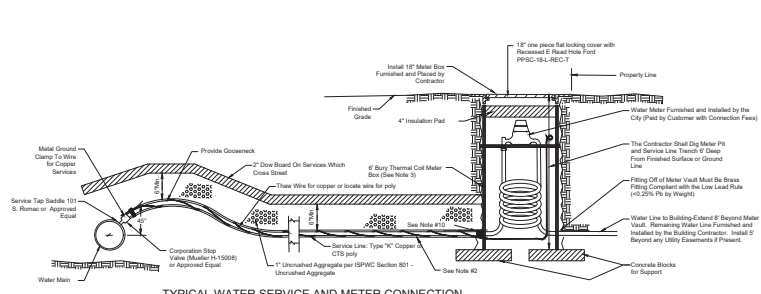 18" one piece flat locking cover with
Recessed E Read Hole Ford
PPSC-18-L-REC-T
Install 18" Meter Box
Furnished and Placed by
Contractor
Property Line
Finished
Grade
4" Insulation Pad
Water Meter Furnished and Installed by the
City (Paid by Customer with Connection Fees)
Metal Ground
Clamp To Wire
for Copper
Services
Provide Gooseneck
2" Dow Board On Services Which
Cross Street
6' Bury Thermal Coil Meter
Box (See Note 3)
The Contractor Shall Dig Meter Pit
and Service Line Trench 6' Deep
From Finished Surface or Ground
Line
6"Min
Thaw Wire for copper or locate wire for poly
Fitting Off of Meter Vault Must be Brass
Fitting Compliant with the Low Lead Rule
(<0.25% Pb by Weight)
Service Tap Saddle 101
S. Romac or Approved
Equal
45°
6"Min
See Note #10
Water Line to Building-Extend 8' Beyond Meter
Vault. Remaining Water Line Furnished and
Installed by the Building Contractor. Install 5'
Beyond any Utility Easements if Present.
Corporation Stop
Valve (Mueller H-15008)
or Approved Equal
Service Line: Type "K" Copper or
CTS poly
1" Uncrushed Aggregate per ISPWC Section 801 -
Uncrushed Aggregate
See Note #2
Concrete Blocks
for Support
Water Main
TYPICAL WATER SERVICE AND METER CONNECTION